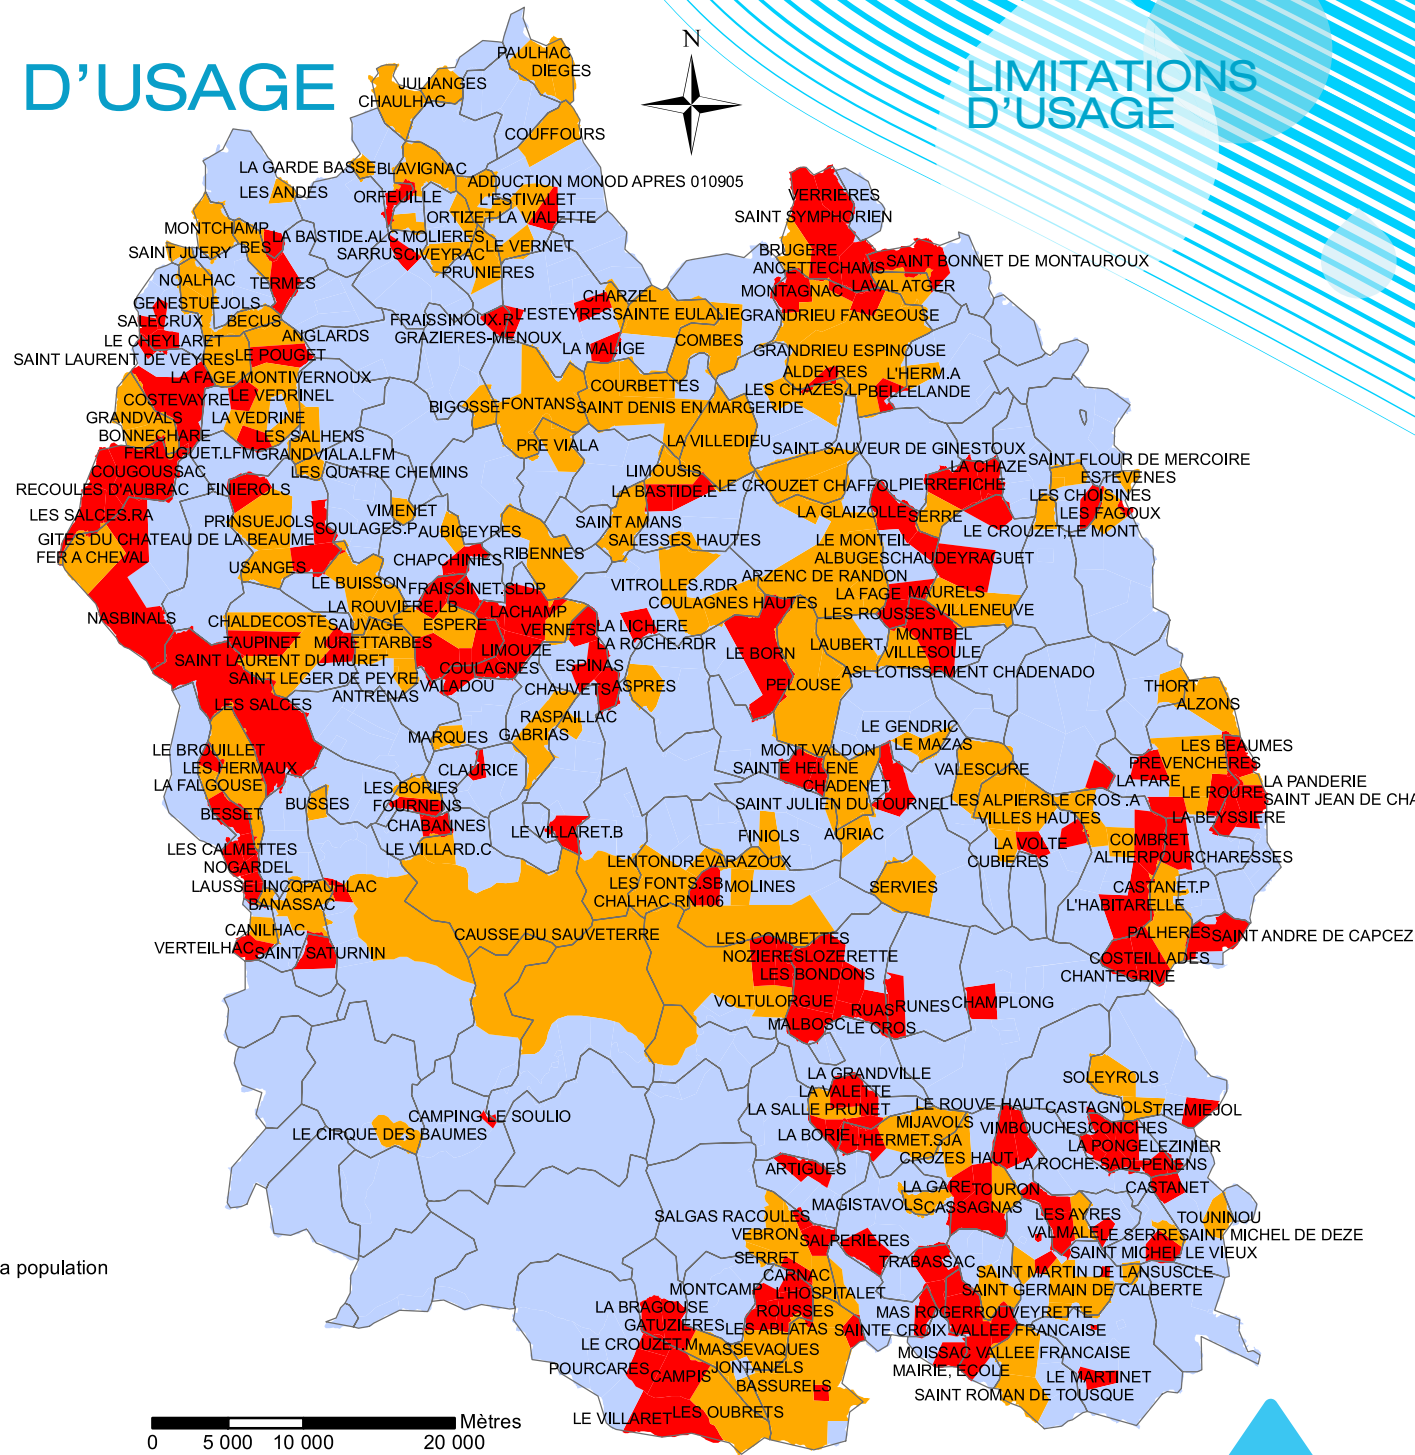 D'USAGE
LIMITATIONS
D'USAGE
N
PAULHAC
DIEGES
JULIANGES
CHAULHAC
COUFFOURS
LA GARDE BASSE
BLAVIGNAC
ADDUCTION MONOD APRES 010905
LES ANDES
ORFEUILLE
L'ESTIVALET
ORTIZET
LA VIALETTE
VERRIERES
SAINT SYMPHORIEN
MONTCHAMP
BES
LA BASTIDE.ALC
MOLIERES
SAINT JUERY
SARRUS
CIVEYRAC
LE VERNET
BRUGERE
ANCETTE
CHAMS
SAINT BONNET DE MONTAUROUX
NOALHAC
TERMES
PRUNIERES
MONTAGNAC
LAVAL ATGER
GENESTUEJOLS
CHARZEL
SALECRUX
BECUS
FRAISSINOUX.R
L'ESTEYRES
SAINTE EULALIE
GRANDRIEU FANGEOUSE
LE CHEYLARET
ANGLARDS
GRAZIERES-MENOUX
COMBES
SAINT LAURENT DE VEYRES
LE POUGET
LA MALIGE
GRANDRIEU ESPINOUSE
LA FAGE MONTIVERNOUX
ALDEYRES
L'HERM.A
COSTEVAYRE
LE VEDRINEL
COURBETTES
LES CHAZES.LP
BELLELANDE
GRANDVALS
LA VEDRINE
BIGOSSE
FONTANS
SAINT DENIS EN MARGERIDE
BONNECHARE
LES SALHENS
PRE VIALA
LA VILLEDIEU
SAINT SAUVEUR DE GINESTOUX
FERLUGUET.LFM
GRANDVIALA.LFM
COUGOUSSAC
LES QUATRE CHEMINS
LIMOUSIS
LA CHAZE
SAINT FLOUR DE MERCOIRE
RECOULES D'AUBRAC
FINIEROLS
LA BASTIDE.E
LE CROUZET CHAFFOL
PIERREFICHE
ESTEVENES
LES CHOISINES
LES SALCES.RA
VIMENET
LA GLAIZOLLE
SERRE
LES FAGOUX
PRINSUEJOLS
SOULAGES.P
AUBIGEYRES
SAINT AMANS
LE CROUZET,LE MONT
GITES DU CHATEAU DE LA BEAUME
SALESSES HAUTES
LE MONTEIL
FER A CHEVAL
CHAPCHINIES
RIBENNES
ALBUGES
CHAUDEYRAGUET
USANGES
LE BUISSON
FRAISSINET.SLDP
VITROLLES.RDR
ARZENC DE RANDON
LA FAGE
MAURELS
LA ROUVIERE.LB
LACHAMP
COULAGNES HAUTES
LES ROUSSES
VILLENEUVE
NASBINALS
CHALDECOSTE
SAUVAGE
ESPERE
VERNETS
LA LICHERE
TAUPINET
MURETTARBES
LIMOUZE
LA ROCHE.RDR
LE BORN
LAUBERT
MONTBEL
VILLESOULE
SAINT LAURENT DU MURET
COULAGNES
ESPINAS
ASL LOTISSEMENT CHADENADO
SAINT LEGER DE PEYRE
VALADOU
CHAUVETS
ASPRES
PELOUSE
THORT
ANTRENAS
ALZONS
LES SALCES
RASPAILLAC
LE GENDRIC
MARQUES
GABRIAS
LE MAZAS
LE BROUILLET
MONT VALDON
LES BEAUMES
LES HERMAUX
CLAURICE
SAINTE HELENE
VALESCURE
PREVENCHERES
LA FALGOUSE
LES BORIES
CHADENET
LA FARE
LA PANDERIE
BUSSES
FOURNENS
SAINT JULIEN DU TOURNEL
LES ALPIERS
LE CROS .A
LE ROURE
SAINT JEAN DE CHA
BESSET
CHABANNES
LE VILLARET.B
FINIOLS
AURIAC
VILLES HAUTES
LA BEYSSIERE
LES CALMETTES
LE VILLARD.C
LA VOLTE
COMBRET
NOGARDEL
LENTONDRE
VARAZOUX
CUBIERES
ALTIER
POURCHARESSES
LAUSSELINCQ
PAUHLAC
LES FONTS.SB
MOLINES
SERVIES
CASTANET.P
BANASSAC
CHALHAC RN106
L'HABITARELLE
CANILHAC
CAUSSE DU SAUVETERRE
LES COMBETTES
PALHERES
SAINT ANDRE DE CAPCEZ
VERTEILHAC
SAINT SATURNIN
NOZIERES
LOZERETTE
COSTEILLADES
LES BONDONS
CHANTEGRIVE
VOLTULORGUE
RUAS
RUNES
CHAMPLONG
MALBOSC
LE CROS
LA GRANDVILLE
SOLEYROLS
LA VALETTE
CAMPING LE SOULIO
LA SALLE PRUNET
LE ROUVE HAUT
CASTAGNOLS
TREMIEJOL
LE CIRQUE DES BAUMES
LA BORIE
L'HERMET.SJA
MIJAVOLS
VIMBOUCHES
CONCHES
CROZES HAUT
LA PONGE
LEZINIER
ARTIGUES
LA ROCHE.SADL
PENENS
LA GARE
TOURON
CASTANET
MAGISTAVOLS
CASSAGNAS
SALGAS RACOULES
LES AYRES
TOUNINOU
VEBRON
SALPERIERES
VALMALE
LE SERRE
SAINT MICHEL DE DEZE
SERRET
TRABASSAC
SAINT MICHEL LE VIEUX
a population
CARNAC
SAINT MARTIN DE LANSUSCLE
MONTCAMP
L'HOSPITALET
SAINT GERMAIN DE CALBERTE
LA BRAGOUSE
ROUSSES
MAS ROGER
ROUVEYRETTE
GATUZIERES
LES ABLATAS
SAINTE CROIX VALLEE FRANCAISE
LE CROUZET.M
MASSEVAQUES
MOISSAC VALLEE FRANCAISE
POURCARES
CAMPIS
JONTANELS
MAIRIE, ECOLE
BASSURELS
LE MARTINET
SAINT ROMAN DE TOUSQUE
LE VILLARET
LES OUBRETS
Mètres
0 5 000 10 000 20 000